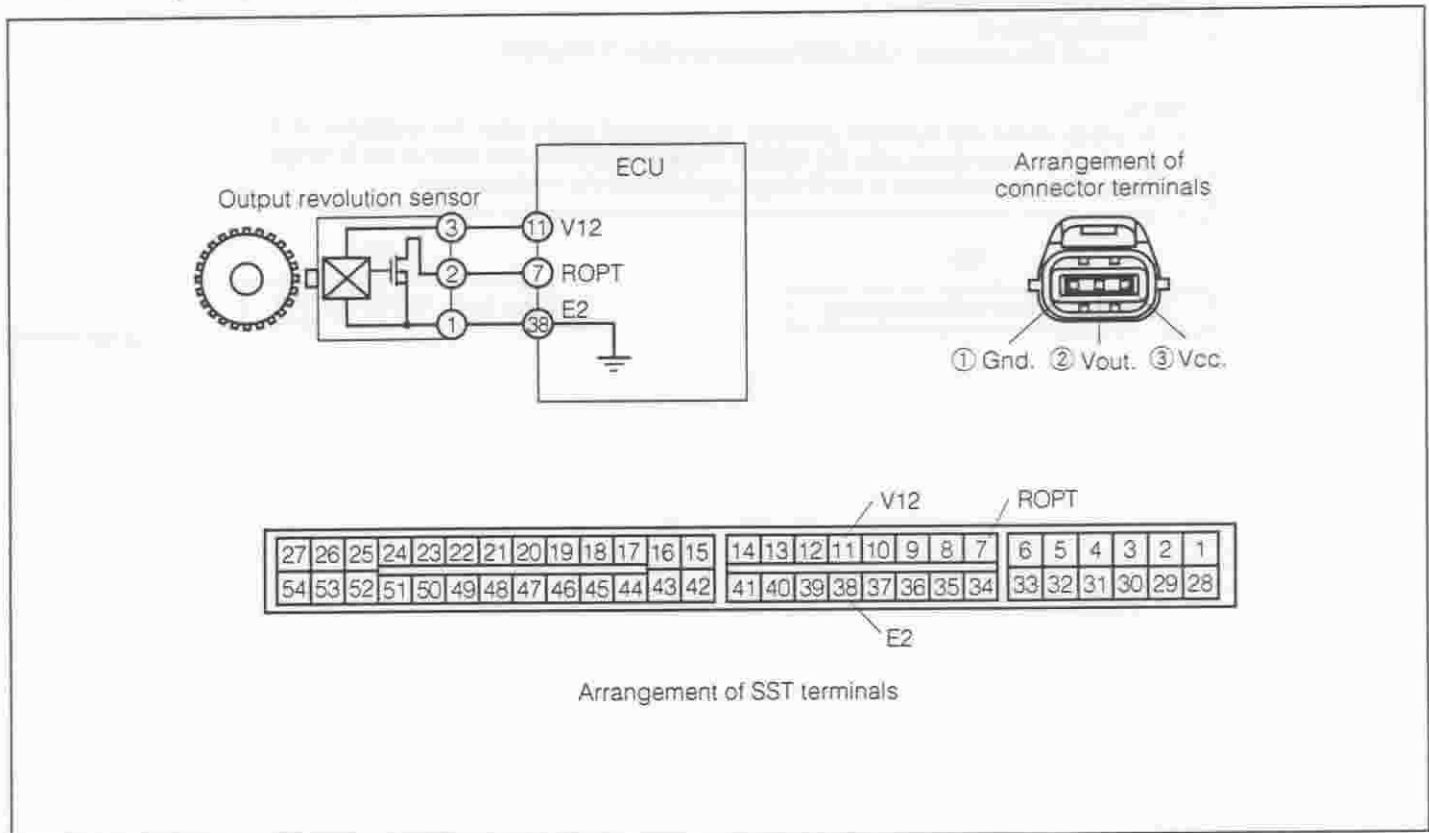 Output revolution sensor
ECU
3
11 V12
2
7 ROPT
E2
1
38
Arrangement of
connector terminals
① Gnd. ② Vout. ③ Vcc.
V12 ROPT
27 26 25 24 23 22 21 20 19 18 17 16 15 14 13 12 11 10 9 8 7 6 5 4 3 2 1
54 53 52 51 50 49 48 47 46 45 44 43 42 41 40 39 38 37 36 35 34 33 32 31 30 29 28
E2
Arrangement of SST terminals